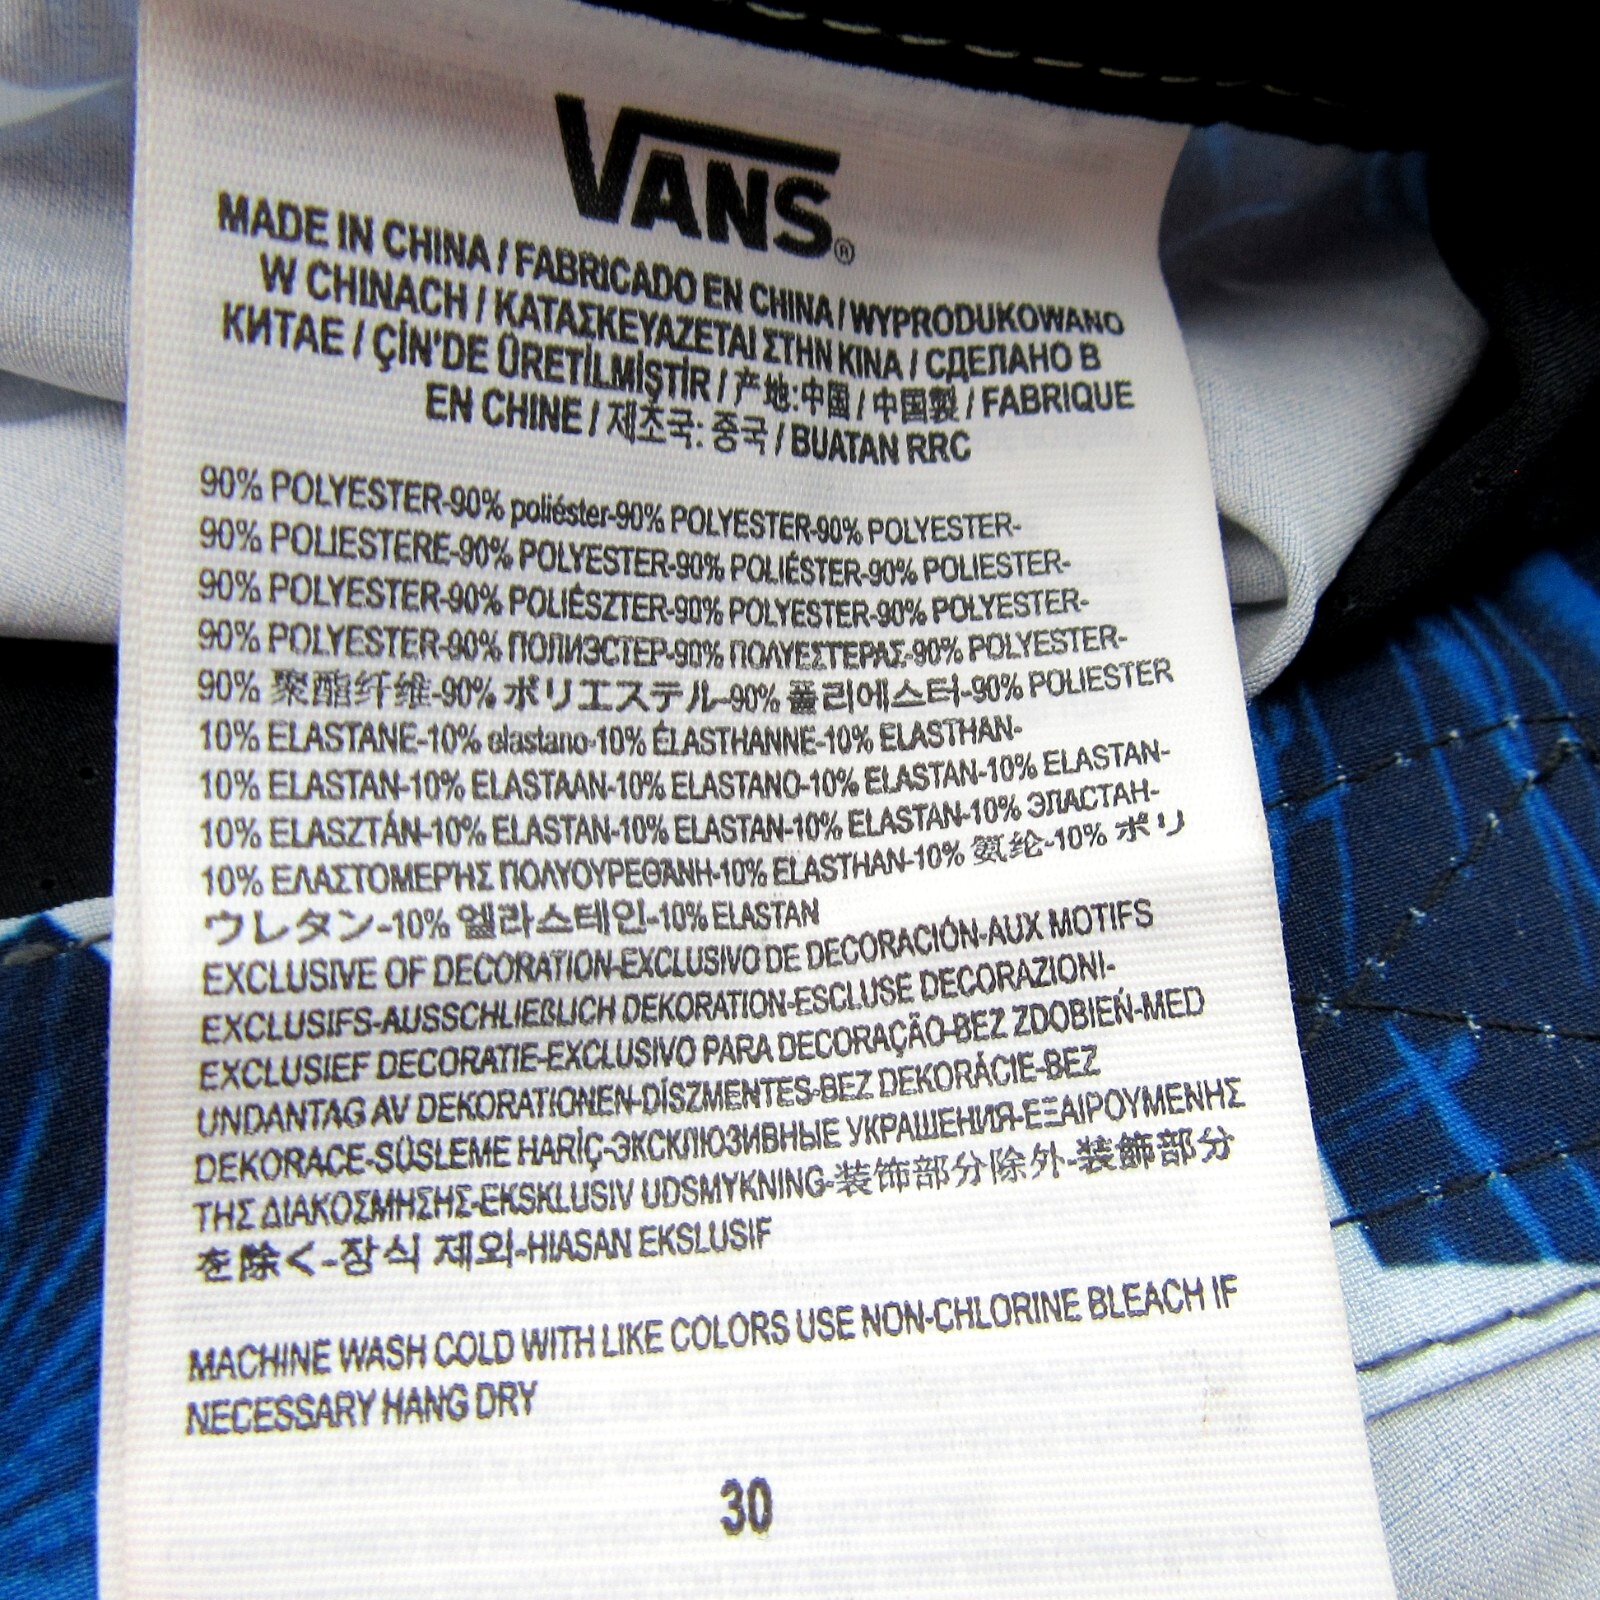 VANS®
MADE IN CHINA / FABRICADO EN CHINA / WYPRODUKOWANO
W CHINACH / ΚΑΤΑΣΚΕΥΑΖΕΤΑΙ ΣΤΗΝ ΚΙΝΑ / СДЕЛАНО В
КИТАЕ / ÇİN'DE ÜRETİLMİŞTİR / 产地:中国 / 中国製 / FABRIQUE
EN CHINE / 제조국: 중국 / BUATAN RRC
90% POLYESTER-90% poliéster-90% POLYESTER-90% POLYESTER-
90% POLIESTERE-90% POLYESTER-90% POLIÉSTER-90% POLIESTER-
90% POLYESTER-90% POLIÉSZTER-90% POLYESTER-90% POLYESTER-
90% POLYESTER-90% ПОЛИЭСТЕР-90% ΠΟΛΥΕΣΤΕΡΑΣ-90% POLYESTER-
90% 聚酯纤维-90% ポリエステル-90% 폴리에스터-90% POLIESTER
10% ELASTANE-10% elastano-10% ÉLASTHANNE-10% ELASTHAN-
10% ELASTAN-10% ELASTAAN-10% ELASTANO-10% ELASTAN-10% ELASTAN-
10% ELASZTÁN-10% ELASTAN-10% ELASTAN-10% ELASTAN-10% ЭЛАСТАН-
10% ΕΛΑΣΤΟΜΕΡΉΣ ΠΟΛΥΟΥΡΕΘΆΝΗ-10% ELASTHAN-10% 氨纶-10% ポリ
ウレタン-10% 엘라스테인-10% ELASTAN
EXCLUSIVE OF DECORATION-EXCLUSIVO DE DECORACIÓN-AUX MOTIFS
EXCLUSIFS-AUSSCHLIEßLICH DEKORATION-ESCLUSE DECORAZIONI-
EXCLUSIEF DECORATIE-EXCLUSIVO PARA DECORAÇÃO-BEZ ZDOBIEŃ-MED
UNDANTAG AV DEKORATIONEN-DÍSZMENTES-BEZ DEKORÁCIE-BEZ
DEKORACE-SÜSLEME HARİÇ-ЭКСКЛЮЗИВНЫЕ УКРАШЕНИЯ-ΕΞΑΙΡΟΥΜΕΝΗΣ
ΤΗΣ ΔΙΑΚΟΣΜΗΣΗΣ-EKSKLUSIV UDSMYKNING-装饰部分除外-装飾部分
を除く-장식 제외-HIASAN EKSLUSIF
MACHINE WASH COLD WITH LIKE COLORS USE NON-CHLORINE BLEACH IF
NECESSARY HANG DRY
30